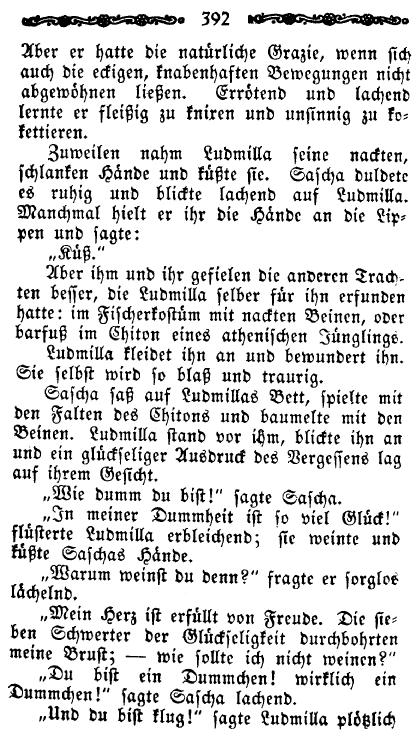 392
Aber er hatte die natürliche Grazie, wenn sich
auch die eckigen, knabenhaften Bewegungen nicht
abgewöhnen ließen. Errötend und lachend
lernte er fleißig zu knixen und unsinnig zu ko-
kettieren.
Zuweilen nahm Ludmilla seine nackten,
schlanken Hände und küßte sie. Sascha duldete
es ruhig und blickte lachend auf Ludmilla.
Manchmal hielt er ihr die Hände an die Lip-
pen und sagte:
„Küß.“
Aber ihm und ihr gefielen die anderen Trach-
ten besser, die Ludmilla selber für ihn erfunden
hatte: im Fischerkostüm mit nackten Beinen, oder
barfuß im Chiton eines athenischen Jünglings.
Ludmilla kleidet ihn an und bewundert ihn.
Sie selbst wird so blaß und traurig.
Sascha saß auf Ludmillas Bett, spielte mit
den Falten des Chitons und baumelte mit den
Beinen. Ludmilla stand vor ihm, blickte ihn an
und ein glückseliger Ausdruck des Vergessens lag
auf ihrem Gesicht.
„Wie dumm du bist!“ sagte Sascha.
„In meiner Dummheit ist so viel Glück!“
flüsterte Ludmilla erbleichend; sie weinte und
küßte Saschas Hände.
„Warum weinst du denn?“ fragte er sorglos
lächelnd.
„Mein Herz ist erfüllt von Freude. Die sie-
ben Schwerter der Glückseligkeit durchbohrten
meine Brust; — wie sollte ich nicht weinen?“
„Du bist ein Dummchen! wirklich ein
Dummchen!“ sagte Sascha lachend.
„Und du bist klug!“ sagte Ludmilla plötzlich